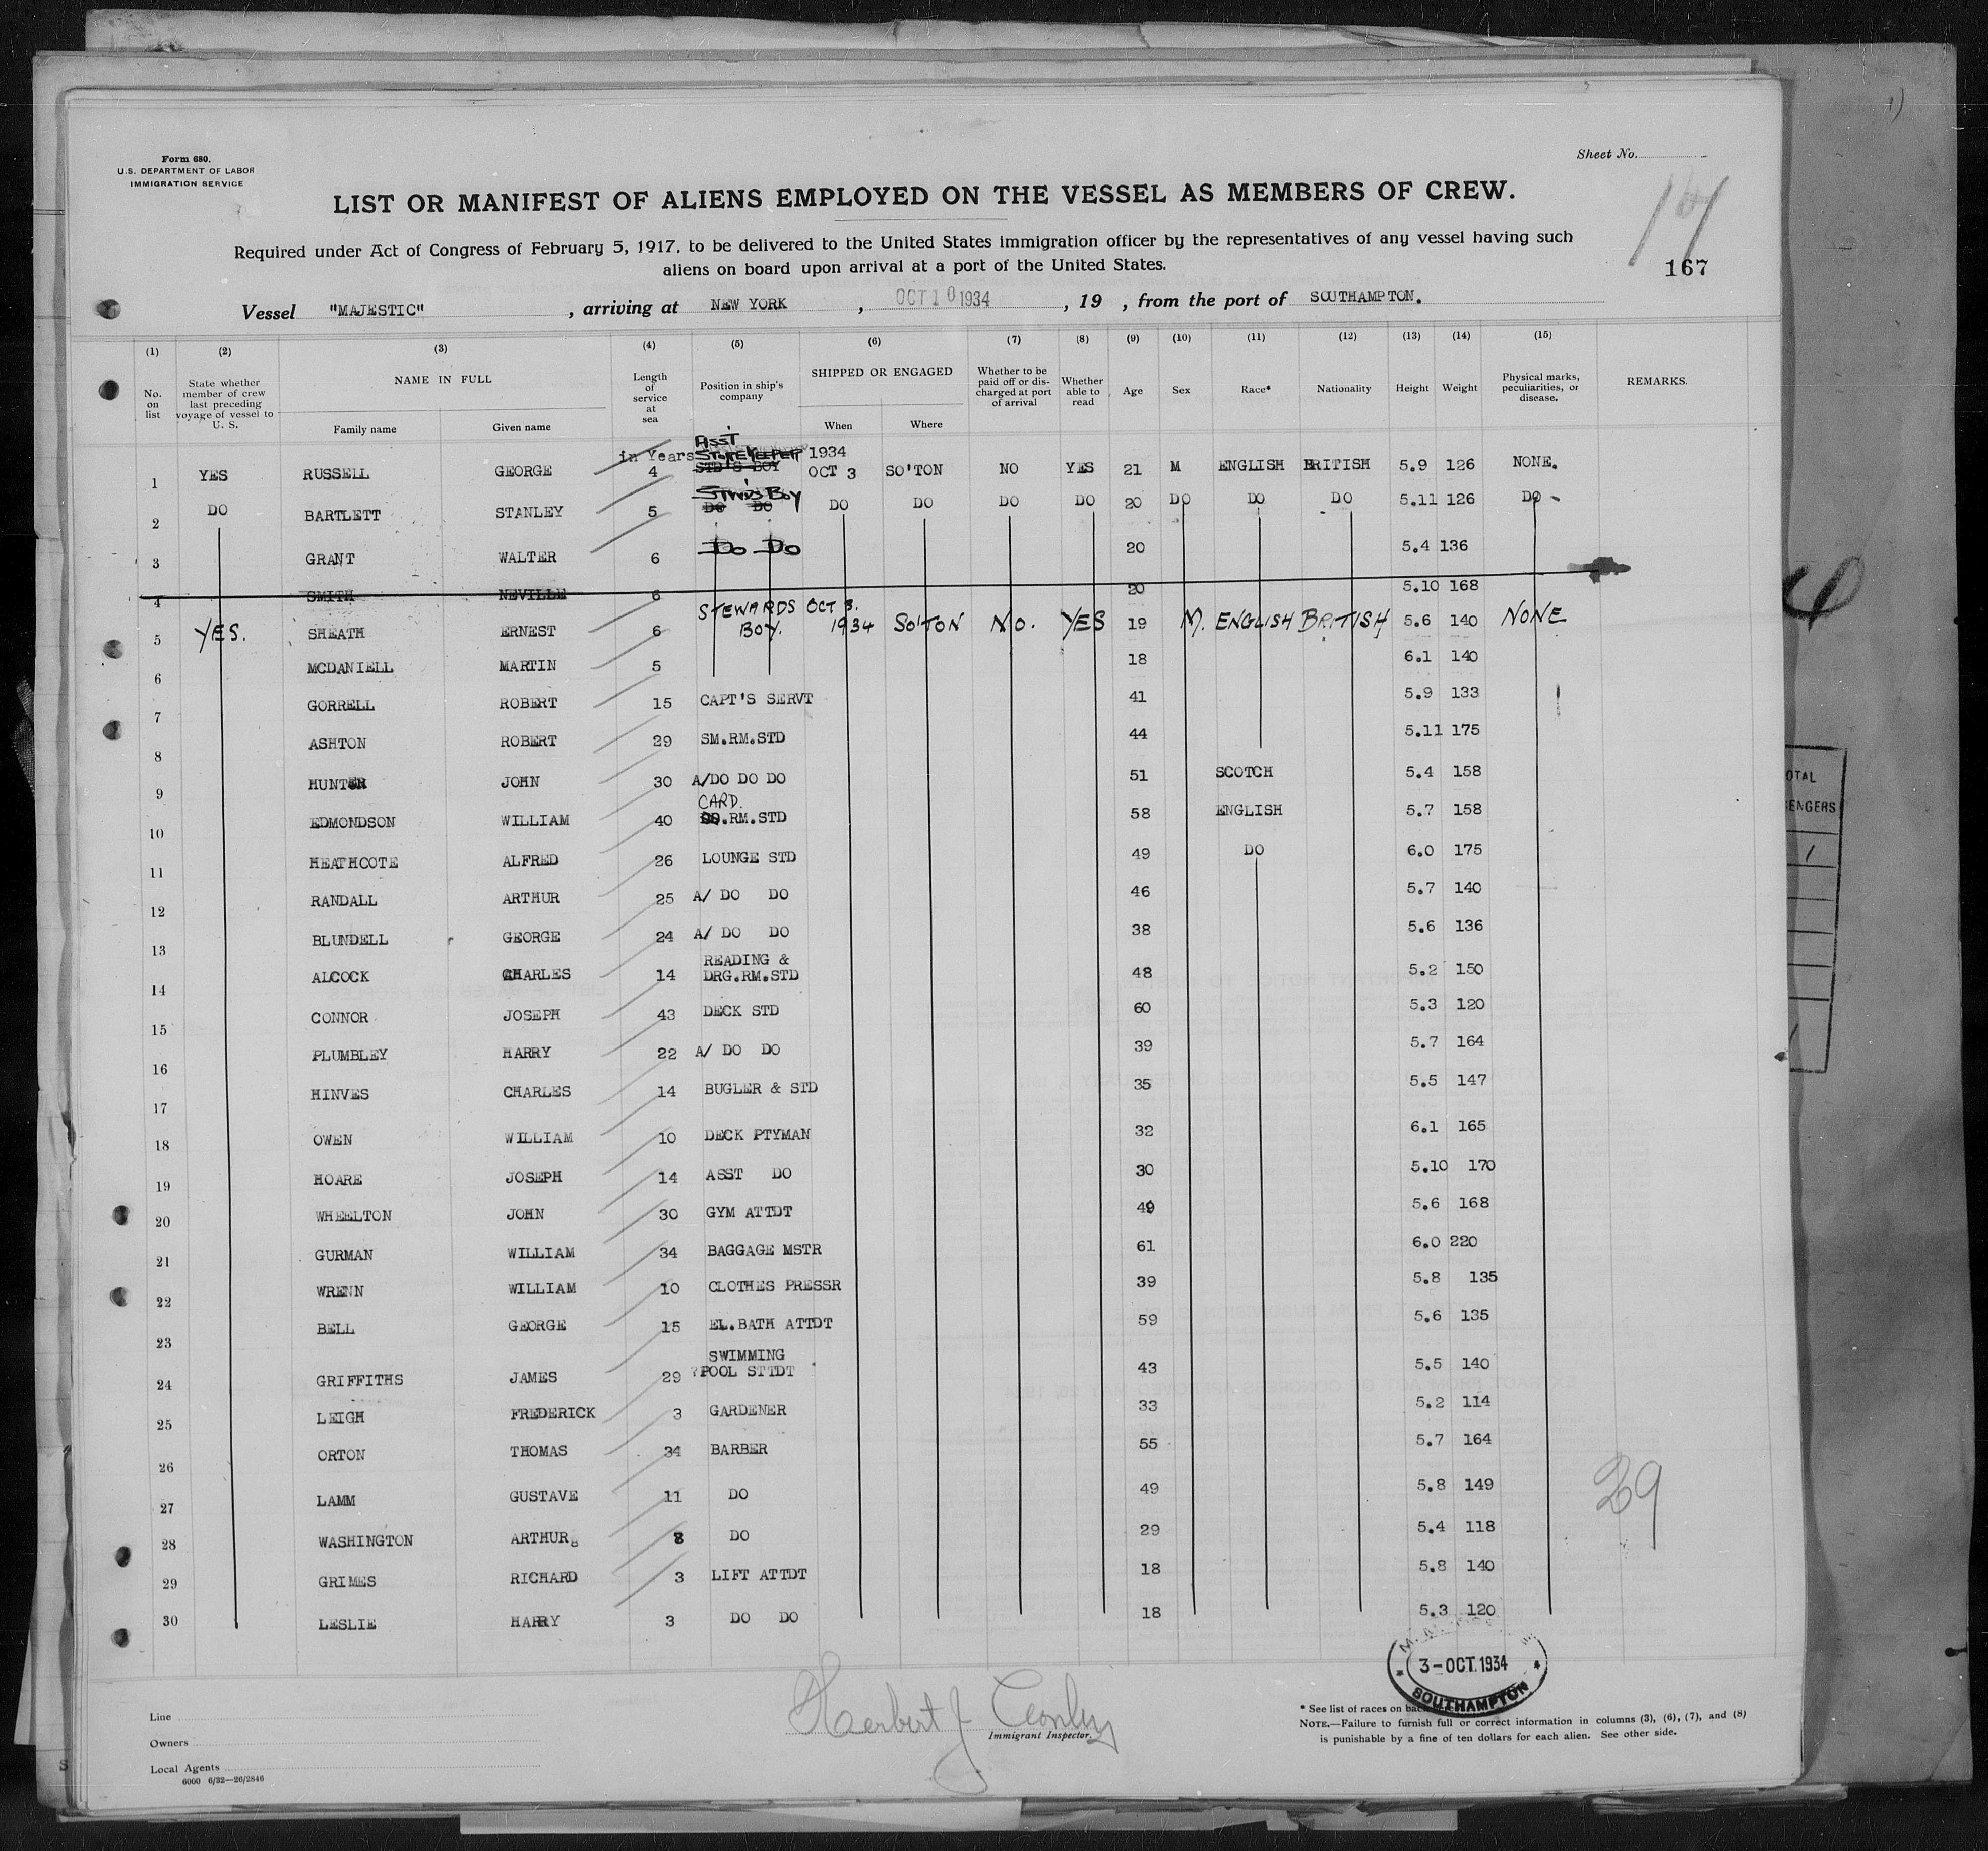 Form 680.
U.S. DEPARTMENT OF LABOR
IMMIGRATION SERVICE
Sheet No.
LIST OR MANIFEST OF ALIENS EMPLOYED ON THE VESSEL AS MEMBERS OF CREW.
Required under Act of Congress of February 5, 1917, to be delivered to the United States immigration officer by the representatives of any vessel having such
aliens on board upon arrival at a port of the United States.
167
Vessel "MAJESTIC" , arriving at NEW YORK , OCT 10 1934 , 19 , from the port of SOUTHAMPTON.
(1) (2) (3) (4) (5) (6) (7) (8) (9) (10) (11) (12) (13) (14) (15)
No. on list State whether member of crew last preceding voyage of vessel to U. S. NAME IN FULL Family name Given name Length of service at sea Position in ship's company SHIPPED OR ENGAGED When Where Whether to be paid off or discharged at port of arrival Whether able to read Age Sex Race* Nationality Height Weight Physical marks, peculiarities, or disease. REMARKS.
in Years ASST STOREKEEPER 1934
1 YES RUSSELL GEORGE 4 STD'S BOY OCT 3 SO'TON NO YES 21 M ENGLISH BRITISH 5.9 126 NONE.
STWDS BOY
2 DO BARTLETT STANLEY 5 DO DO DO DO DO DO 20 DO DO DO 5.11 126 DO
3 GRANT WALTER 6 DO DO 20 5.4 136
4 SMITH NEVILLE 6 20 5.10 168
5 YES. SHEATH ERNEST 6 STEWARDS BOY. OCT 3. 1934 SO'TON NO. YES 19 M. ENGLISH BRITISH 5.6 140 NONE
6 MCDANIELL MARTIN 5 18 6.1 140
7 GORRELL ROBERT 15 CAPT'S SERVT 41 5.9 133
8 ASHTON ROBERT 29 SM.RM.STD 44 5.11 175
9 HUNTER JOHN 30 A/DO DO DO 51 SCOTCH 5.4 158
CARD.
10 EDMONDSON WILLIAM 40 .RM.STD 58 ENGLISH 5.7 158
11 HEATHCOTE ALFRED 26 LOUNGE STD 49 DO 6.0 175
12 RANDALL ARTHUR 25 A/ DO DO 46 5.7 140
13 BLUNDELL GEORGE 24 A/ DO DO 38 5.6 136
READING &
14 ALCOCK CHARLES 14 DRG.RM.STD 48 5.2 150
15 CONNOR JOSEPH 43 DECK STD 60 5.3 120
16 PLUMBLEY HARRY 22 A/ DO DO 39 5.7 164
17 HINVES CHARLES 14 BUGLER & STD 35 5.5 147
18 OWEN WILLIAM 10 DECK PTYMAN 32 6.1 165
19 HOARE JOSEPH 14 ASST DO 30 5.10 170
20 WHEELTON JOHN 30 GYM ATTDT 49 5.6 168
21 GURMAN WILLIAM 34 BAGGAGE MSTR 61 6.0 220
22 WRENN WILLIAM 10 CLOTHES PRESSR 39 5.8 135
23 BELL GEORGE 15 EL.BATH ATTDT 59 5.6 135
SWIMMING
24 GRIFFITHS JAMES 29 POOL STTDT 43 5.5 140
25 LEIGH FREDERICK 3 GARDENER 33 5.2 114
26 ORTON THOMAS 34 BARBER 55 5.7 164
27 LAMM GUSTAVE 11 DO 49 5.8 149
28 WASHINGTON ARTHUR 8 DO 29 5.4 118
29 GRIMES RICHARD 3 LIFT ATTDT 18 5.8 140
30 LESLIE HARRY 3 DO DO 18 5.3 120
39
3-OCT.1934
SOUTHAMPTON
Line
Owners
Local Agents
6000 6/32—26/2846
Herbert J Conley
Immigrant Inspector.
* See list of races on
NOTE.—Failure to furnish full or correct information in columns (3), (6), (7), and (8)
is punishable by a fine of ten dollars for each alien. See other side.